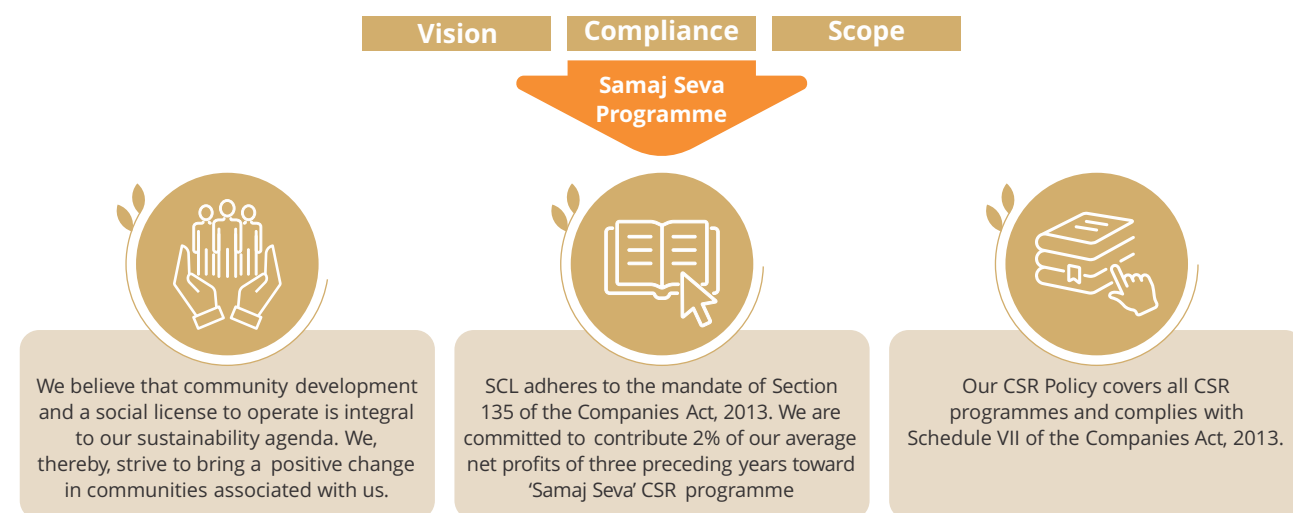 Vision
Compliance
Scope
Samaj Seva
Programme
We believe that community development
and a social license to operate is integral
to our sustainability agenda. We,
thereby, strive to bring a positive change
in communities associated with us.
SCL adheres to the mandate of Section
135 of the Companies Act, 2013. We are
committed to contribute 2% of our average
net profits of three preceding years toward
‘Samaj Seva’ CSR programme
Our CSR Policy covers all CSR
programmes and complies with
Schedule VII of the Companies Act, 2013.